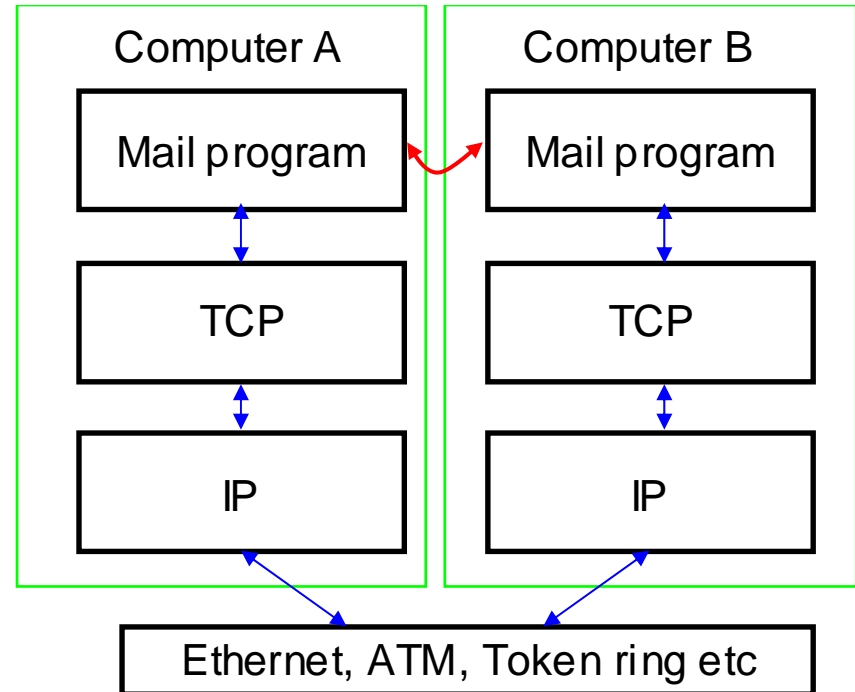 Computer A
Mail program
TCP
IP
Computer B
Mail program
TCP
IP
Ethernet, ATM, Token ring etc